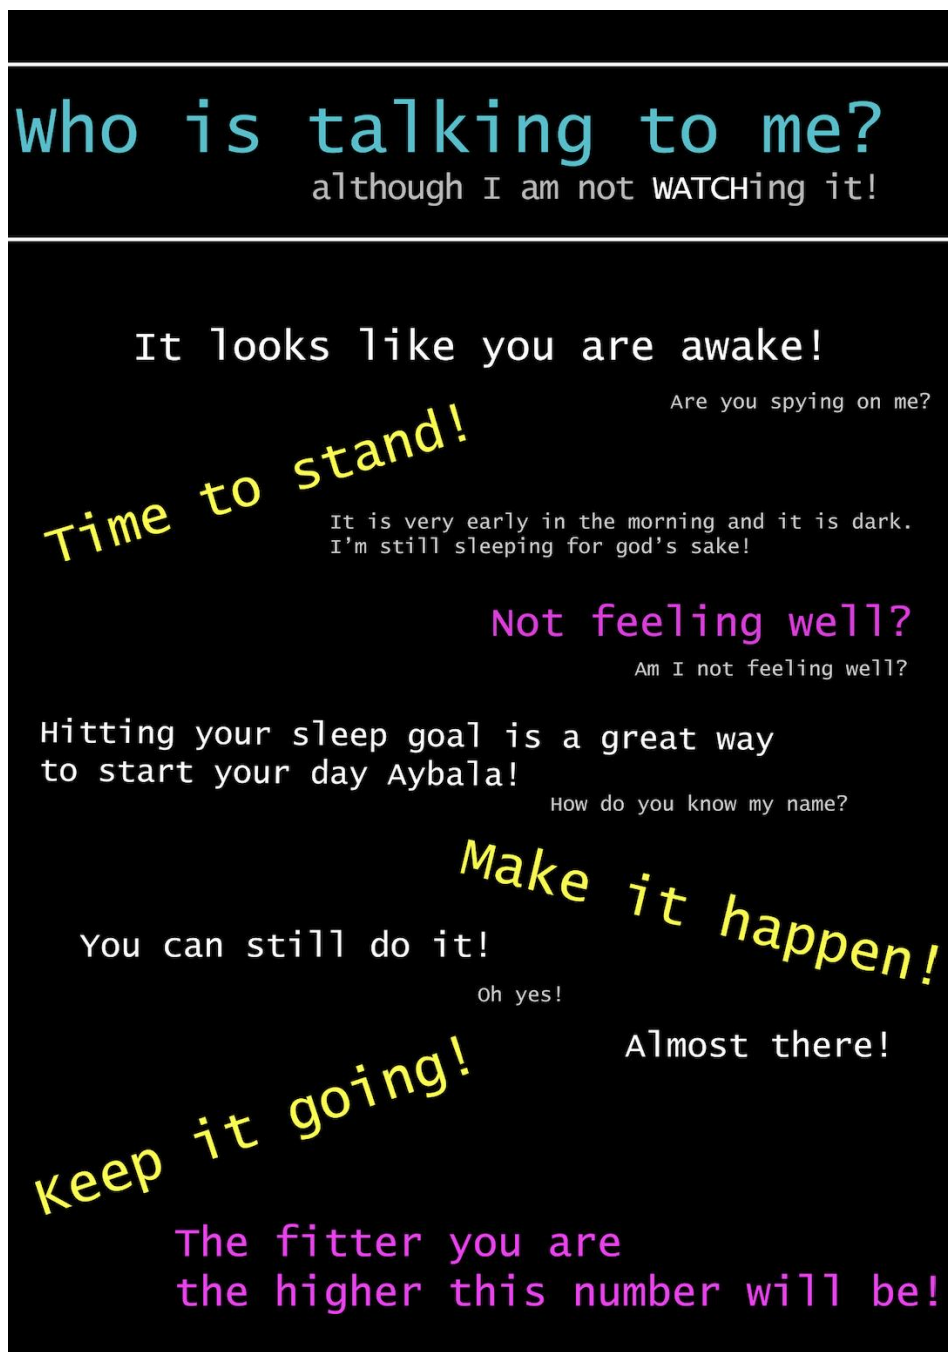 Who is talking to me?
although I am not WATCHing it!
It looks like you are awake!
Are you spying on me?
Time to stand!
It is very early in the morning and it is dark.
I'm still sleeping for god's sake!
Not feeling well?
Am I not feeling well?
Hitting your sleep goal is a great way
to start your day Aybala!
How do you know my name?
Make it happen!
You can still do it!
Oh yes!
Almost there!
Keep it going!
The fitter you are
the higher this number will be!